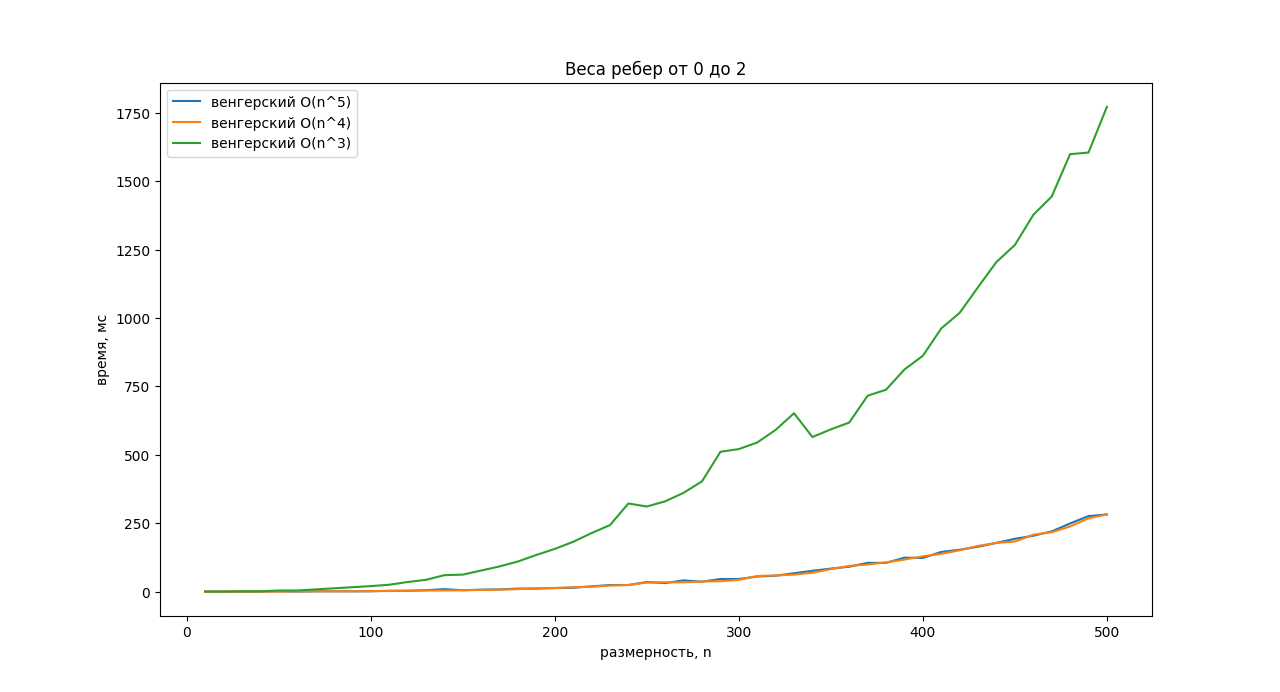 Веса ребер от 0 до 2
венгерский O(n^5)
венгерский O(n^4)
венгерский O(n^3)
1750
1500
1250
1000
750
500
250
0
время, мс
0 100 200 300 400 500
размерность, n